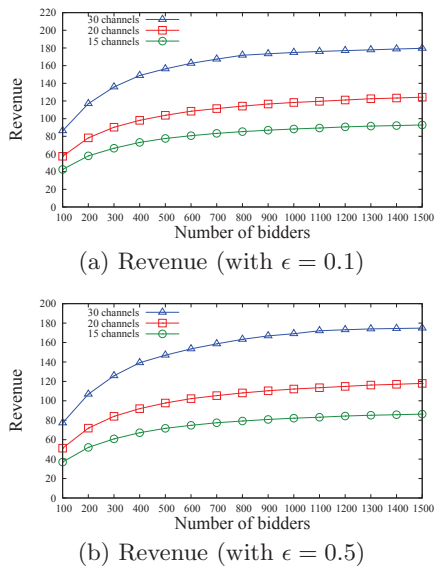 220
200
180
160
140
120
100
80
60
40
20
0
Revenue
30 channels
20 channels
15 channels
100 200 300 400 500 600 700 800 900 1000 1100 1200 1300 1400 1500
Number of bidders
(a) Revenue (with ϵ = 0.1)
200
180
160
140
120
100
80
60
40
20
0
Revenue
30 channels
20 channels
15 channels
100 200 300 400 500 600 700 800 900 1000 1100 1200 1300 1400 1500
Number of bidders
(b) Revenue (with ϵ = 0.5)